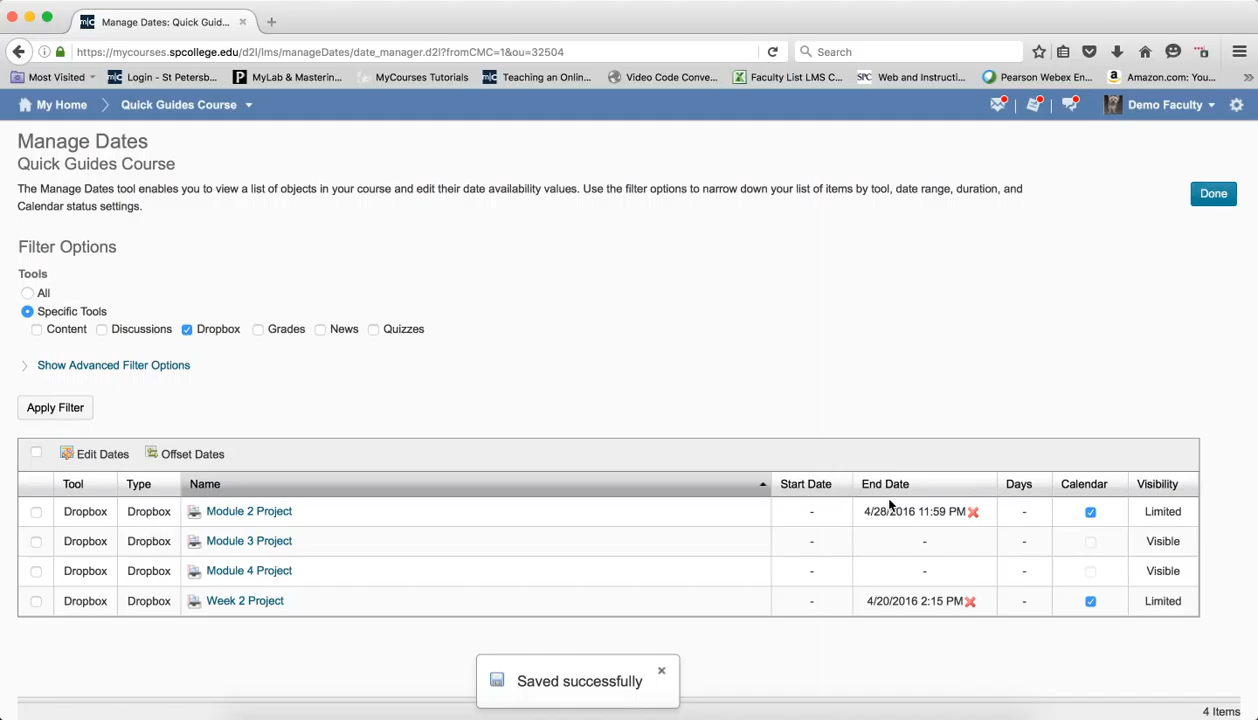 m|c Manage Dates: Quick Guid...
https://mycourses.spcollege.edu/d2l/lms/manageDates/date_manager.d2l?fromCMC=1&ou=32504
Search
Most Visited
m|c Login - St Petersb...
P MyLab & Masterin...
MyCourses Tutorials
m|c Teaching an Onlin...
Video Code Conve...
Faculty List LMS C...
SPC Web and Instructi...
Pearson Webex En...
a Amazon.com: You...
My Home
Quick Guides Course
Demo Faculty
Manage Dates
Quick Guides Course
The Manage Dates tool enables you to view a list of objects in your course and edit their date availability values. Use the filter options to narrow down your list of items by tool, date range, duration, and
Calendar status settings.
Done
Filter Options
Tools
All
Specific Tools
Content Discussions Dropbox Grades News Quizzes
Show Advanced Filter Options
Apply Filter
Edit Dates Offset Dates
Tool Type Name Start Date End Date Days Calendar Visibility
Dropbox Dropbox Module 2 Project - 4/28/2016 11:59 PM - Limited
Dropbox Dropbox Module 3 Project - - - Visible
Dropbox Dropbox Module 4 Project - - - Visible
Dropbox Dropbox Week 2 Project - 4/20/2016 2:15 PM - Limited
Saved successfully
4 Items